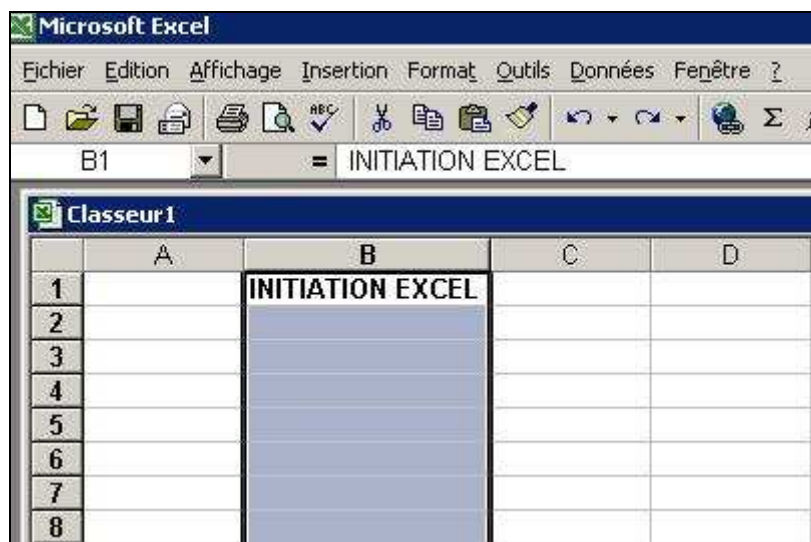 Microsoft Excel
Fichier Edition Affichage Insertion Format Outils Données Fenêtre ?
ABC Σ
B1 = INITIATION EXCEL
Classeur1
A B C D
1 INITIATION EXCEL
2
3
4
5
6
7
8